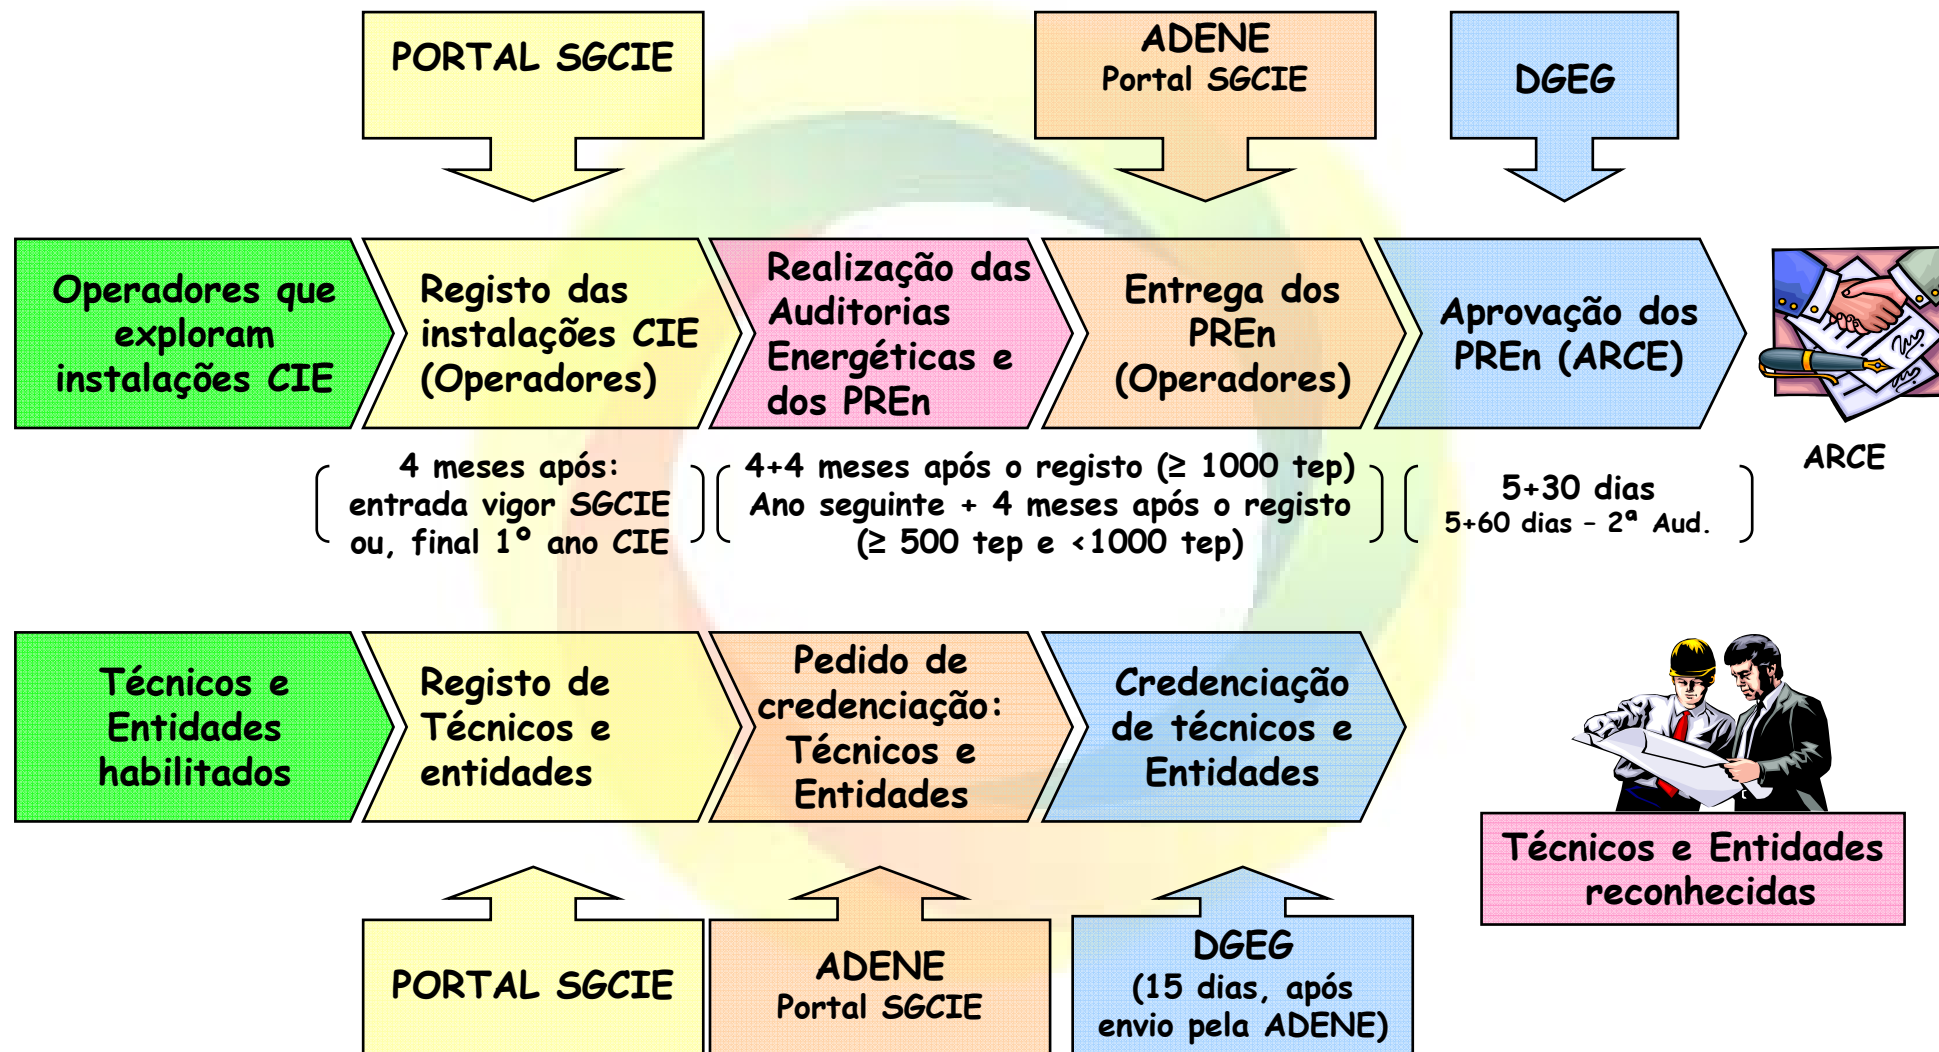 PORTAL SGCIE
ADENE
Portal SGCIE
DGEG
Operadores que
exploram
instalações CIE
Registo das
instalações CIE
(Operadores)
Realização das
Auditorias
Energéticas e
dos PREn
Entrega dos
PREn
(Operadores)
Aprovação dos
PREn (ARCE)
ARCE
4 meses após:
entrada vigor SGCIE
ou, final 1º ano CIE
4+4 meses após o registo (≥ 1000 tep)
Ano seguinte + 4 meses após o registo
(≥ 500 tep e <1000 tep)
5+30 dias
5+60 dias – 2ª Aud.
Técnicos e
Entidades
habilitados
Registo de
Técnicos e
entidades
Pedido de
credenciação:
Técnicos e
Entidades
Credenciação
de técnicos e
Entidades
Técnicos e Entidades
reconhecidas
PORTAL SGCIE
ADENE
Portal SGCIE
DGEG
(15 dias, após
envio pela ADENE)